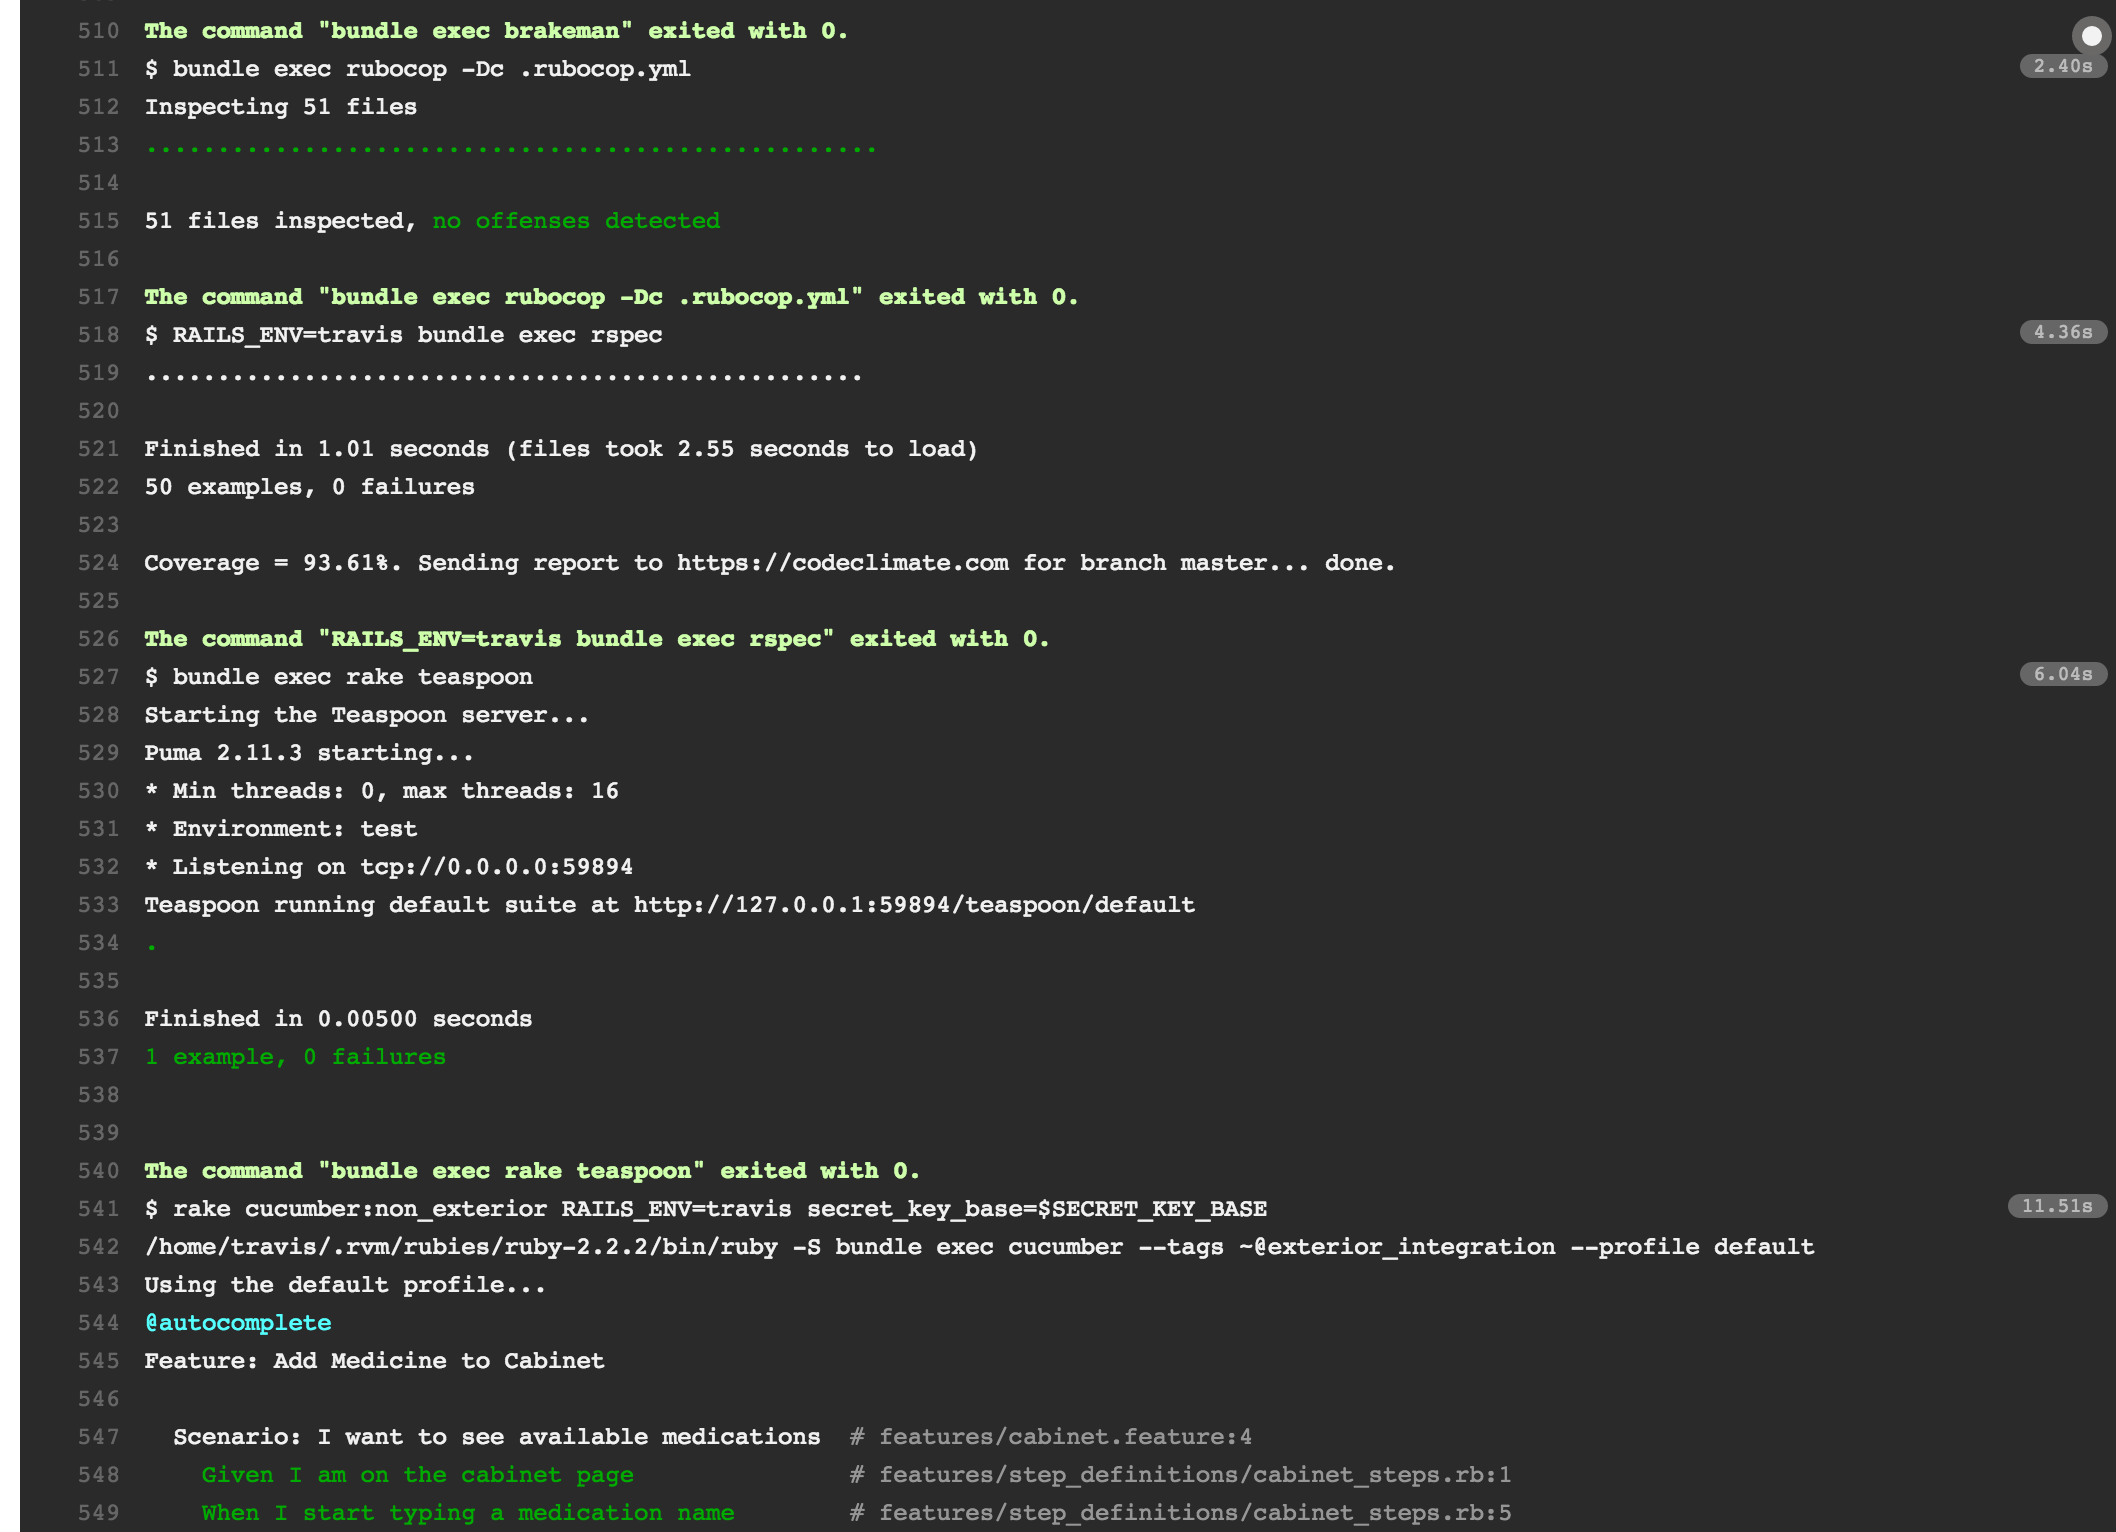 510 The command "bundle exec brakeman" exited with 0.
511 $ bundle exec rubocop -Dc .rubocop.yml 2.40s
512 Inspecting 51 files
513 ...................................................
514
515 51 files inspected, no offenses detected
516
517 The command "bundle exec rubocop -Dc .rubocop.yml" exited with 0.
518 $ RAILS_ENV=travis bundle exec rspec 4.36s
519 ..................................................
520
521 Finished in 1.01 seconds (files took 2.55 seconds to load)
522 50 examples, 0 failures
523
524 Coverage = 93.61%. Sending report to https://codeclimate.com for branch master... done.
525
526 The command "RAILS_ENV=travis bundle exec rspec" exited with 0.
527 $ bundle exec rake teaspoon 6.04s
528 Starting the Teaspoon server...
529 Puma 2.11.3 starting...
530 * Min threads: 0, max threads: 16
531 * Environment: test
532 * Listening on tcp://0.0.0.0:59894
533 Teaspoon running default suite at http://127.0.0.1:59894/teaspoon/default
534 .
535
536 Finished in 0.00500 seconds
537 1 example, 0 failures
538
539
540 The command "bundle exec rake teaspoon" exited with 0.
541 $ rake cucumber:non_exterior RAILS_ENV=travis secret_key_base=$SECRET_KEY_BASE 11.51s
542 /home/travis/.rvm/rubies/ruby-2.2.2/bin/ruby -S bundle exec cucumber --tags ~@exterior_integration --profile default
543 Using the default profile...
544 @autocomplete
545 Feature: Add Medicine to Cabinet
546
547 Scenario: I want to see available medications # features/cabinet.feature:4
548 Given I am on the cabinet page # features/step_definitions/cabinet_steps.rb:1
549 When I start typing a medication name # features/step_definitions/cabinet_steps.rb:5